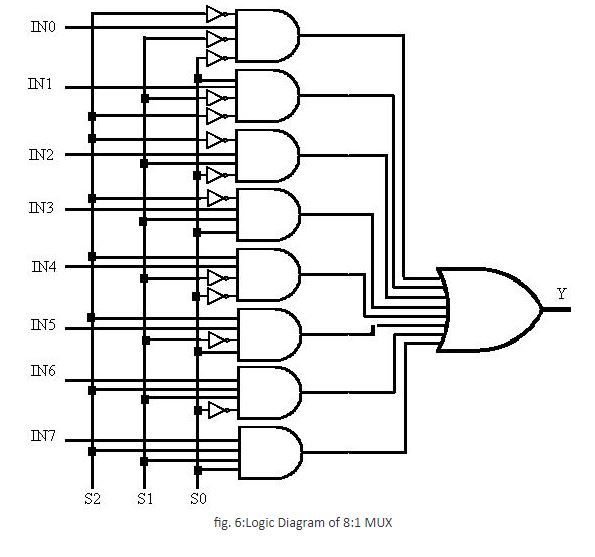 IN0
IN1
IN2
IN3
IN4
IN5
IN6
IN7
Y
S2 S1 S0
fig. 6:Logic Diagram of 8:1 MUX